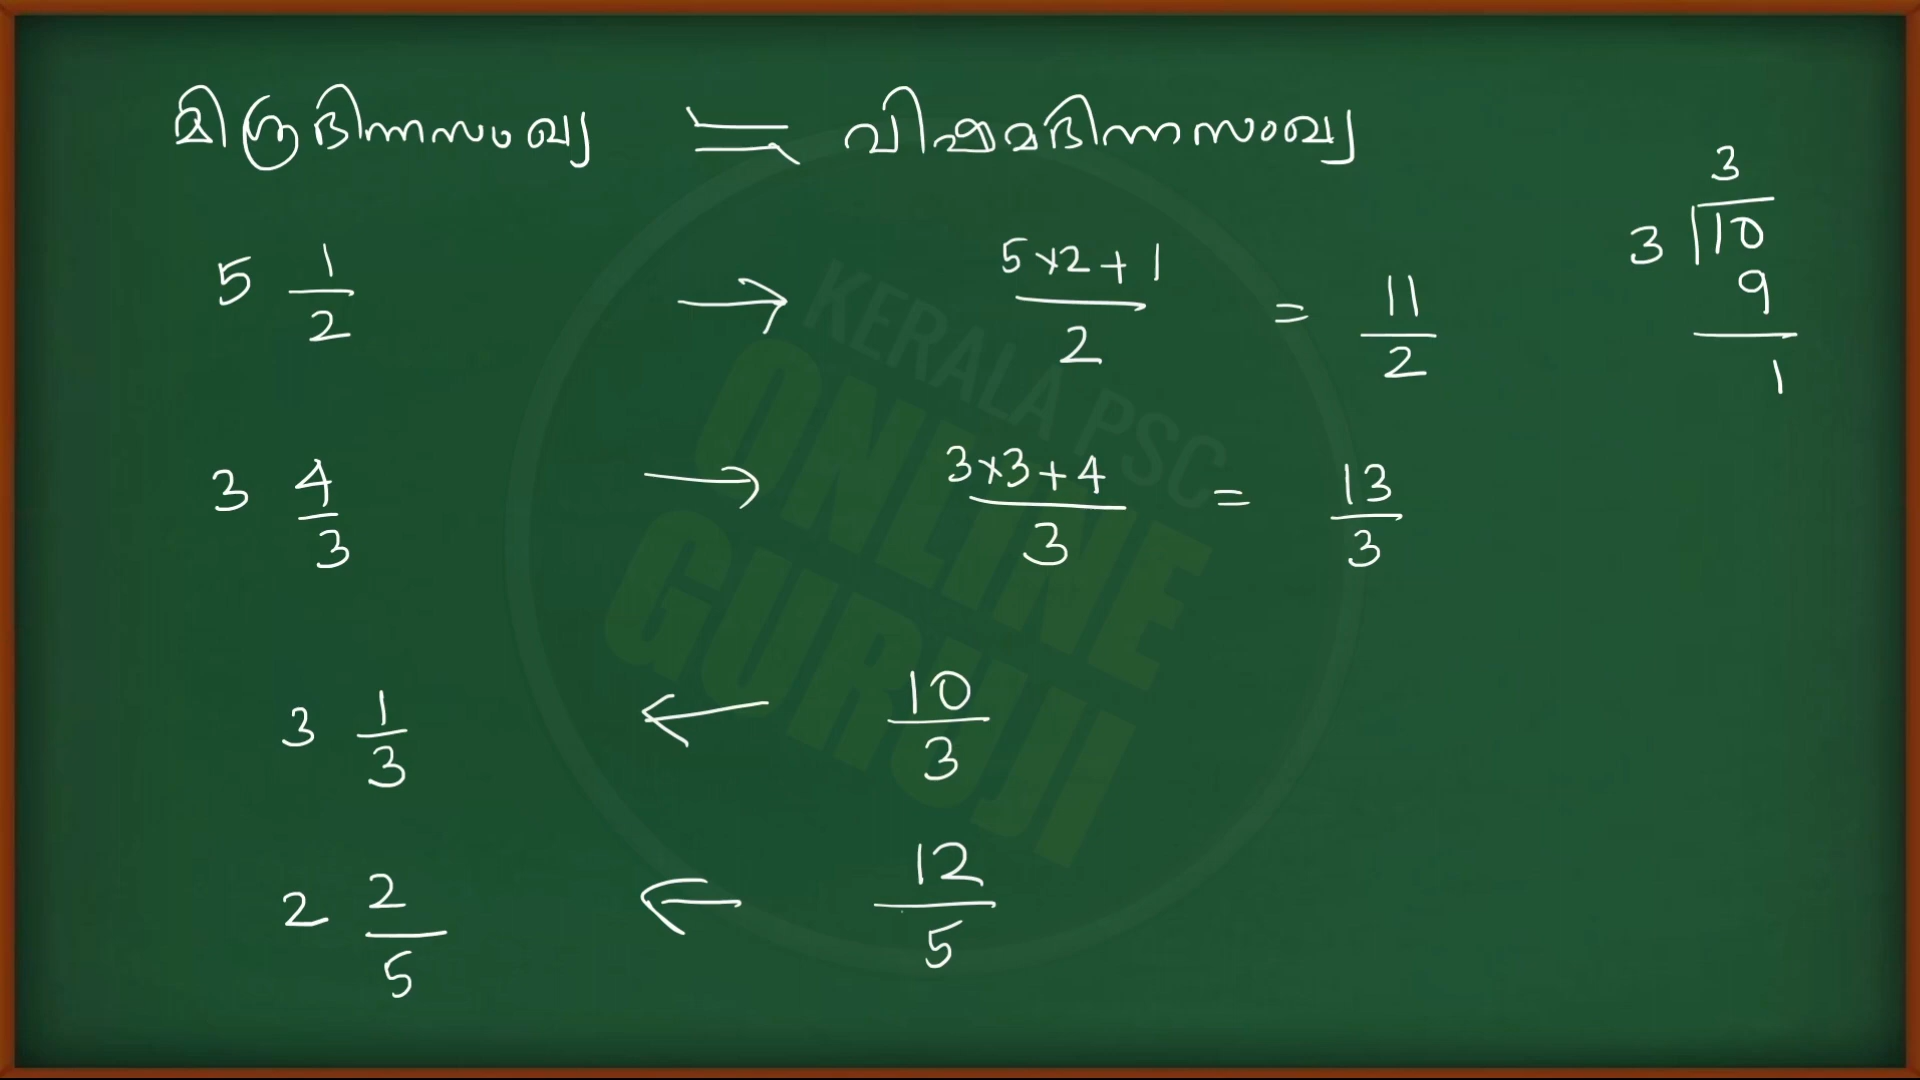 മിശ്രഭിന്നസംഖ്യ ⇌ വിഷമഭിന്നസംഖ്യ
5 1/2 → (5×2+1)/2 = 11/2
3 4/3 → (3×3+4)/3 = 13/3
3 1/3 ← 10/3
2 2/5 ← 12/5
3
3 10
9
1
KERALA PSC
ONLINE
GURUJI